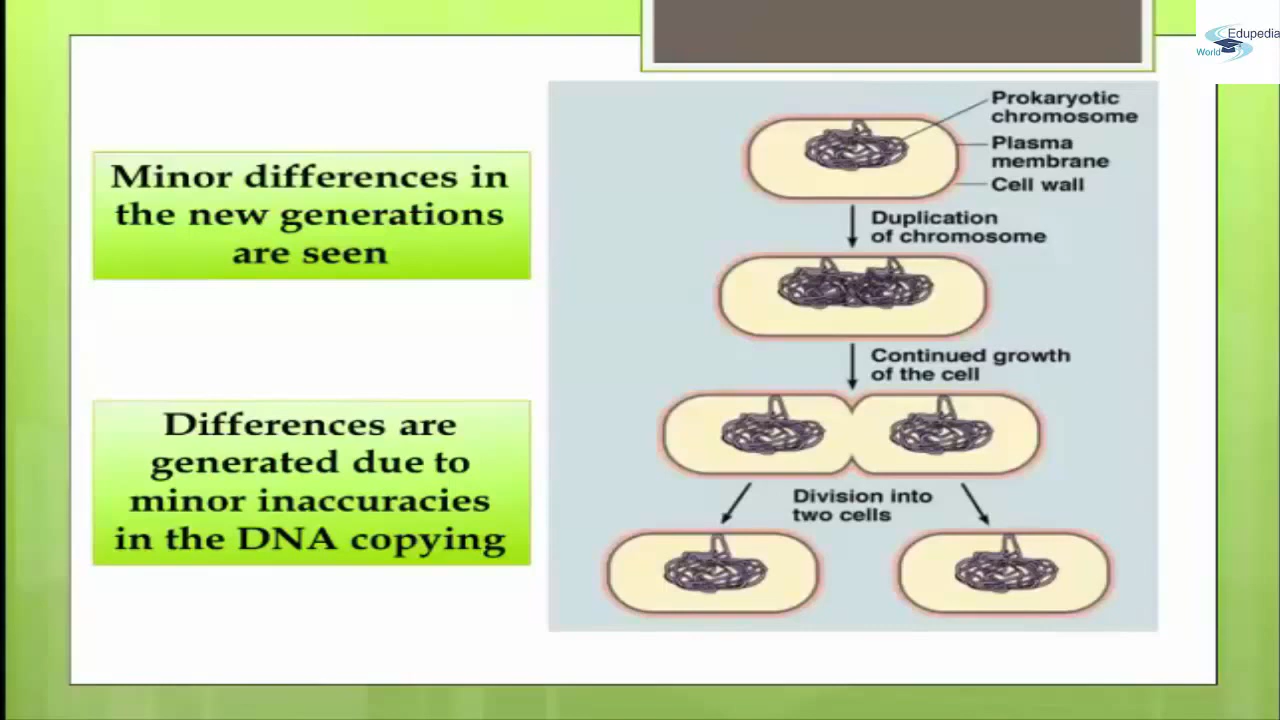 Edupedia
World
Minor differences in
the new generations
are seen
Differences are
generated due to
minor inaccuracies
in the DNA copying
Prokaryotic
chromosome
Plasma
membrane
Cell wall
Duplication
of chromosome
Continued growth
of the cell
Division into
two cells